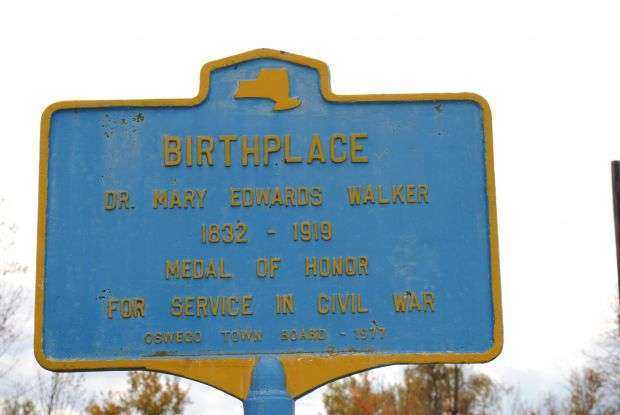 BIRTHPLACE
DR. MARY EDWARDS WALKER
1832 - 1919
MEDAL OF HONOR
FOR SERVICE IN CIVIL WAR
OSWEGO TOWN BOARD - 1977